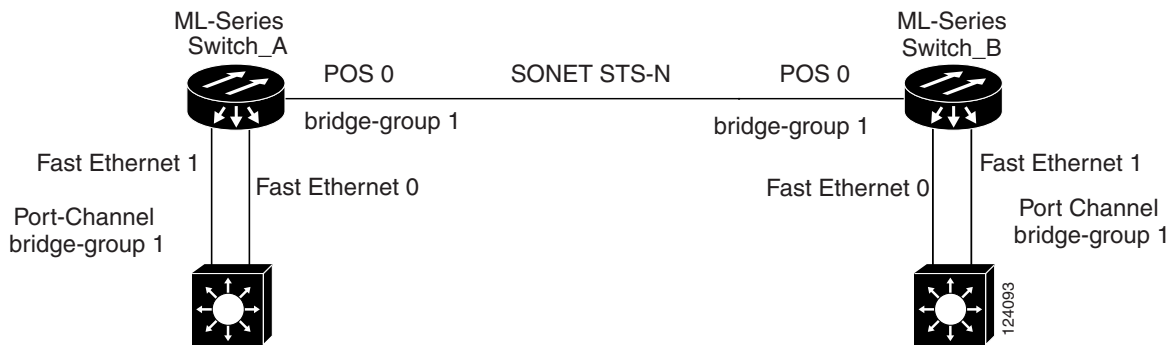 ML-Series
Switch_A
ML-Series
Switch_B
POS 0
SONET STS-N
POS 0
bridge-group 1
bridge-group 1
Fast Ethernet 1
Fast Ethernet 0
Fast Ethernet 0
Fast Ethernet 1
Port-Channel
bridge-group 1
Port Channel
bridge-group 1
124093